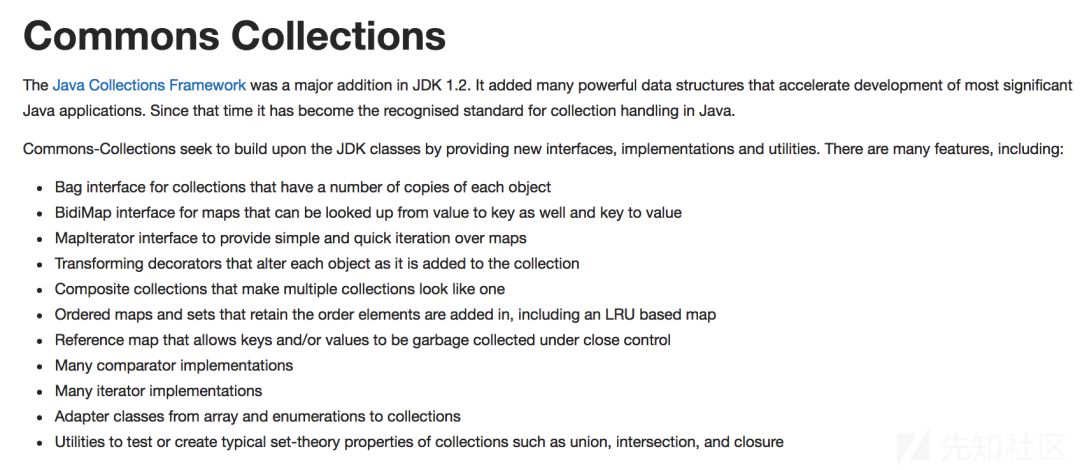 Commons Collections
The Java Collections Framework was a major addition in JDK 1.2. It added many powerful data structures that accelerate development of most significant
Java applications. Since that time it has become the recognised standard for collection handling in Java.
Commons-Collections seek to build upon the JDK classes by providing new interfaces, implementations and utilities. There are many features, including:
• Bag interface for collections that have a number of copies of each object
• BidiMap interface for maps that can be looked up from value to key as well and key to value
• MapIterator interface to provide simple and quick iteration over maps
• Transforming decorators that alter each object as it is added to the collection
• Composite collections that make multiple collections look like one
• Ordered maps and sets that retain the order elements are added in, including an LRU based map
• Reference map that allows keys and/or values to be garbage collected under close control
• Many comparator implementations
• Many iterator implementations
• Adapter classes from array and enumerations to collections
• Utilities to test or create typical set-theory properties of collections such as union, intersection, and closure
先知社区